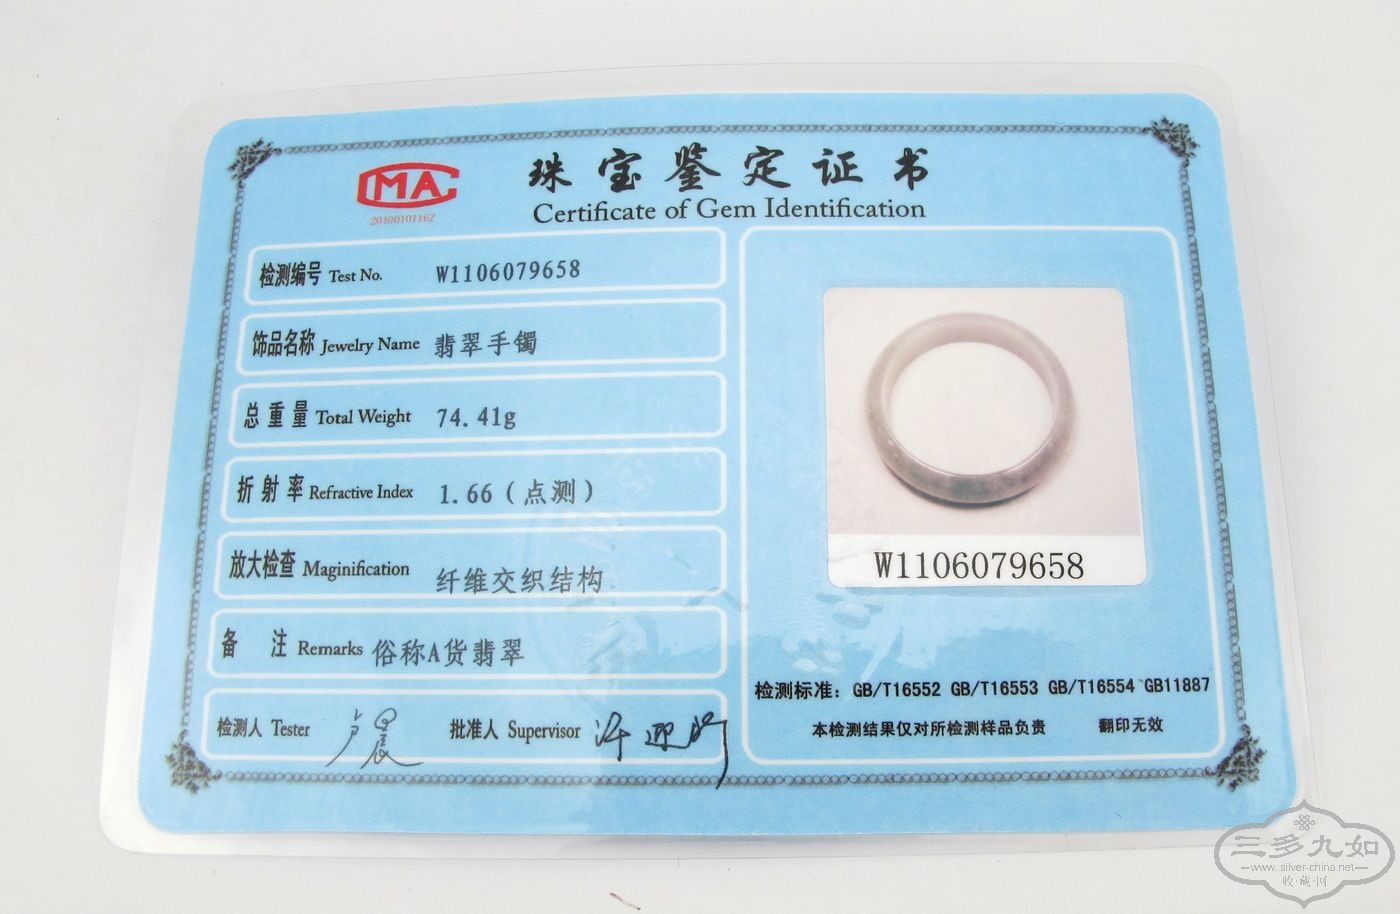 珠宝鉴定证书
Certificate of Gem Identification
CMA
2010010116Z
检测编号 Test No. W1106079658
饰品名称 Jewelry Name 翡翠手镯
总重量 Total Weight 74.41g
折射率 Refractive Index 1.66(点测)
放大检查 Maginification 纤维交织结构
备 注 Remarks 俗称A货翡翠
检测人 Tester 批准人 Supervisor
W1106079658
检测标准：GB/T16552 GB/T16553 GB/T16554 GB11887
本检测结果仅对所检测样品负责 翻印无效
三多九如
www.silver-china.net
收·藏·网